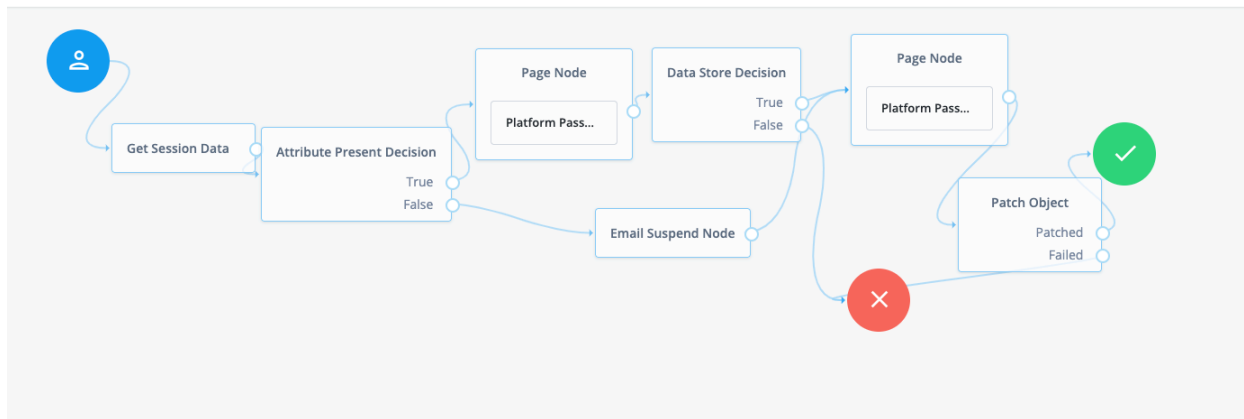 Page Node
Platform Pass...
Data Store Decision
True
False
Page Node
Platform Pass...
Get Session Data
Attribute Present Decision
True
False
Email Suspend Node
Patch Object
Patched
Failed